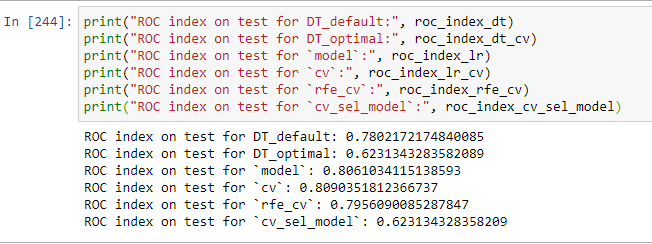 In [244]: print("ROC index on test for DT_default:", roc_index_dt)
print("ROC index on test for DT_optimal:", roc_index_dt_cv)
print("ROC index on test for `model`:", roc_index_lr)
print("ROC index on test for `cv`:", roc_index_lr_cv)
print("ROC index on test for `rfe_cv`:", roc_index_rfe_cv)
print("ROC index on test for `cv_sel_model`:", roc_index_cv_sel_model)
ROC index on test for DT_default: 0.7802172174840085
ROC index on test for DT_optimal: 0.6231343283582089
ROC index on test for `model`: 0.8061034115138593
ROC index on test for `cv`: 0.8090351812366737
ROC index on test for `rfe_cv`: 0.7956090085287847
ROC index on test for `cv_sel_model`: 0.623134328358209